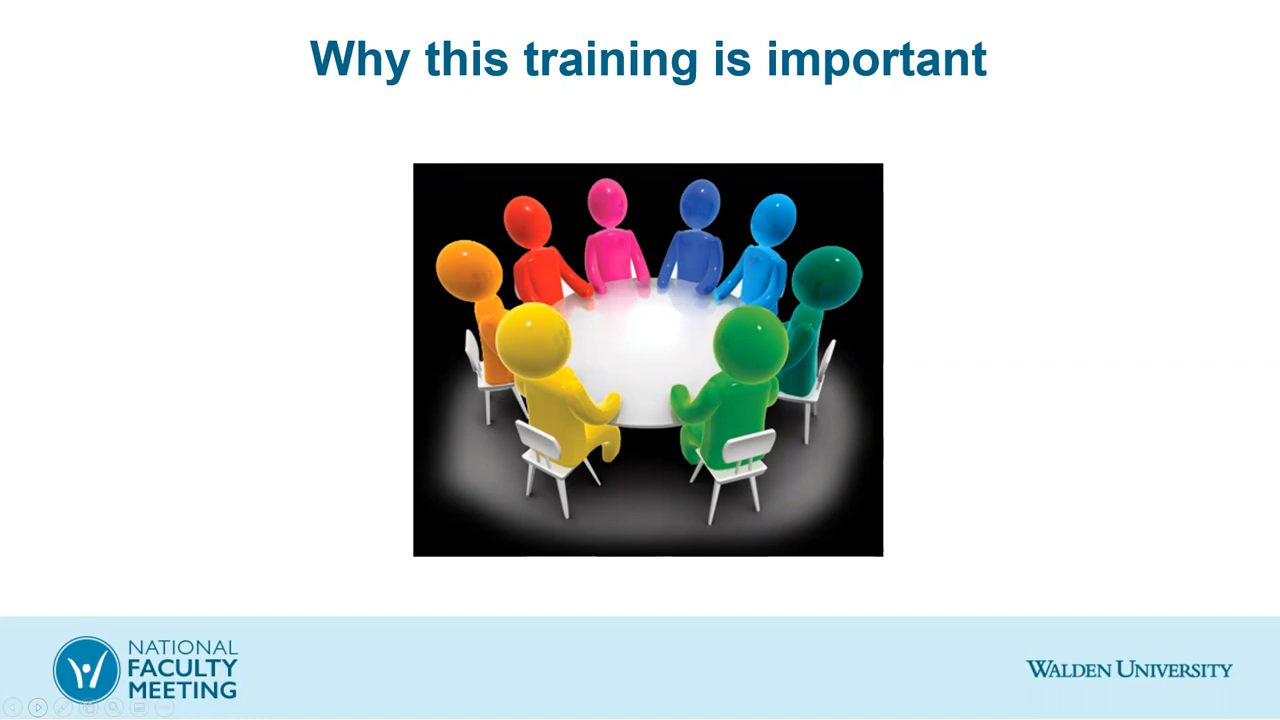 Why this training is important
NATIONAL
FACULTY
MEETING
WALDEN UNIVERSITY